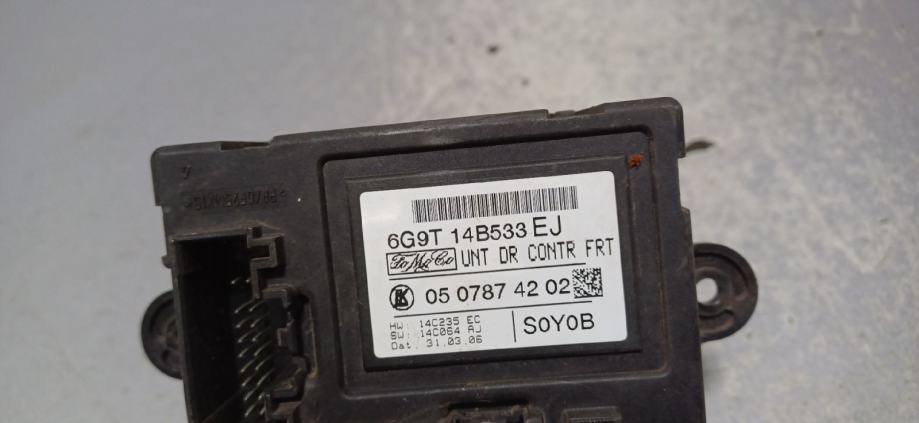 6G9T 14B533 EJ
FoMoCo UNT DR CONTR FRT
05 0787 42 02
HW: 14C235 EC
SW: 14C064 AJ
Dat. 31.03.06
S0Y0B
4